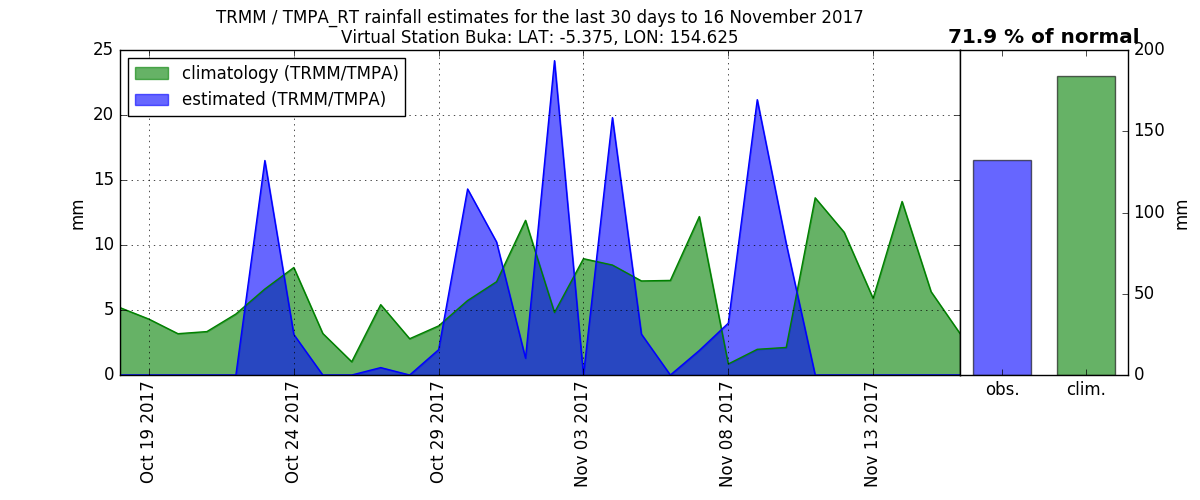 TRMM / TMPA_RT rainfall estimates for the last 30 days to 16 November 2017
Virtual Station Buka: LAT: -5.375, LON: 154.625
71.9 % of normal
climatology (TRMM/TMPA)
estimated (TRMM/TMPA)
25
20
15
10
5
0
mm
Oct 19 2017
Oct 24 2017
Oct 29 2017
Nov 03 2017
Nov 08 2017
Nov 13 2017
200
150
100
50
0
mm
obs.
clim.